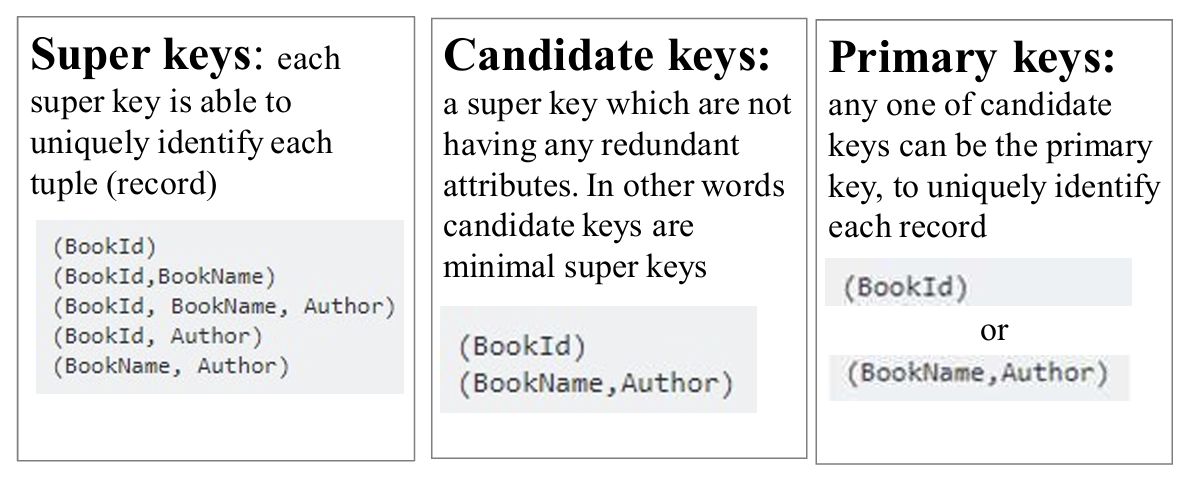 Super keys: each
super key is able to
uniquely identify each
tuple (record)
(BookId)
(BookId,BookName)
(BookId, BookName, Author)
(BookId, Author)
(BookName, Author)
Candidate keys:
a super key which are not
having any redundant
attributes. In other words
candidate keys are
minimal super keys
(BookId)
(BookName,Author)
Primary keys:
any one of candidate
keys can be the primary
key, to uniquely identify
each record
(BookId)
or
(BookName,Author)